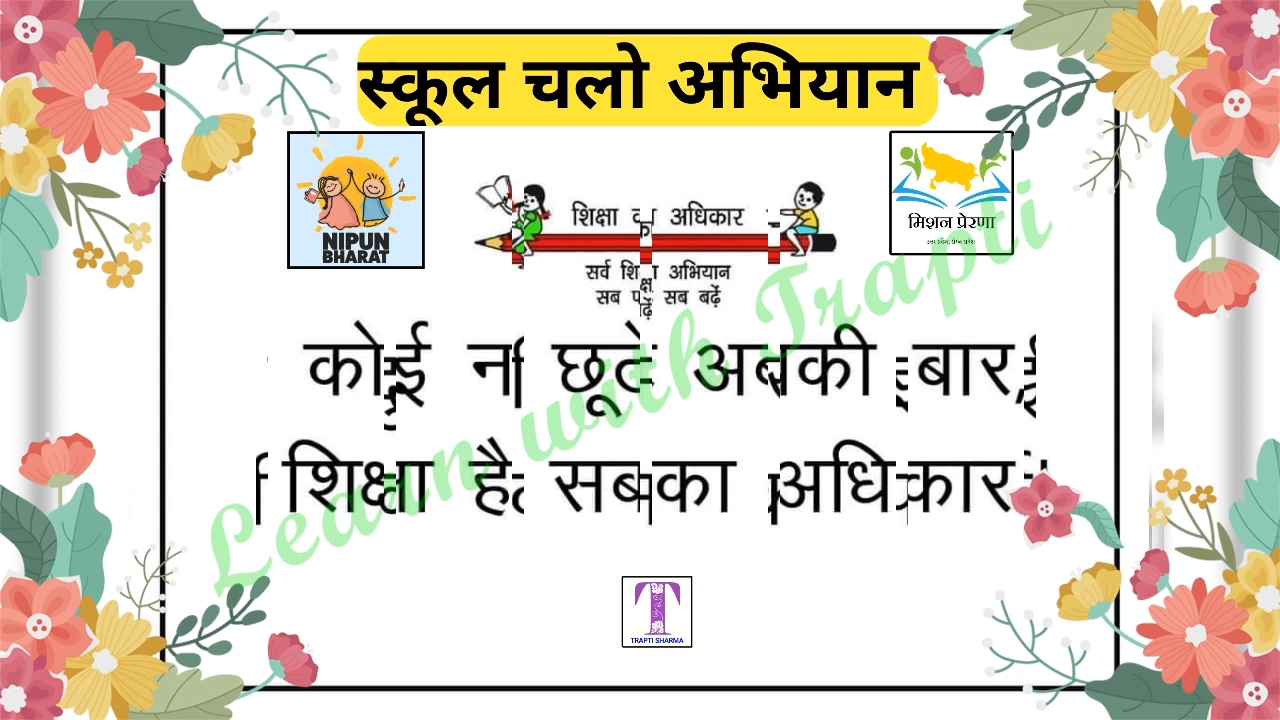 स्कूल चलो अभियान
NIPUN
BHARAT
शिक्षा का अधिकार
सर्व शिक्षा अभियान
सब पढ़ें सब बढ़ें
मिशन प्रेरणा
कोई न छूटे अबकी बार,
शिक्षा है सबका अधिकार
Learn with Trapti
T
TRAPTI SHARMA